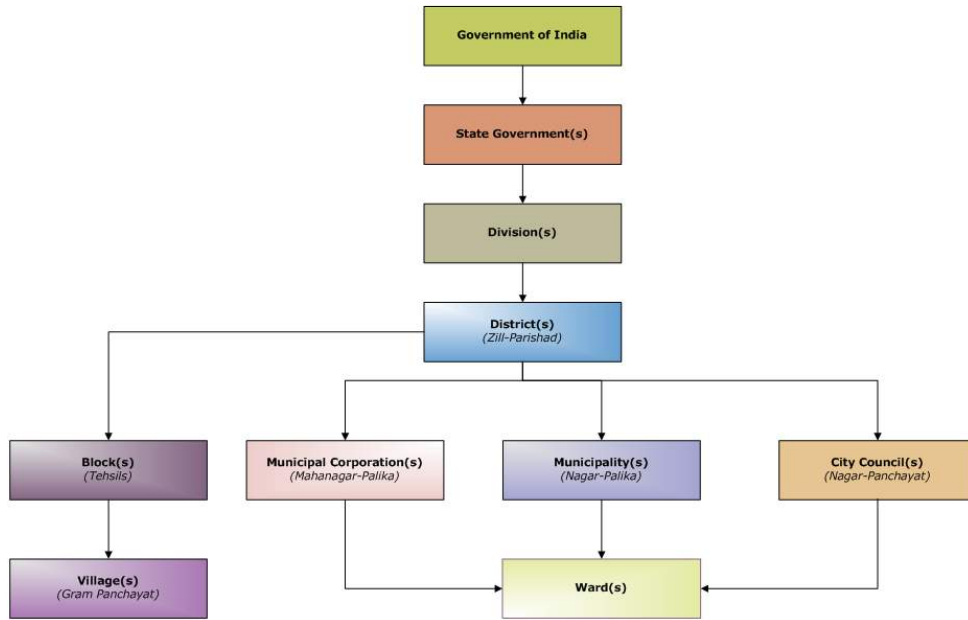 Government of India
State Government(s)
Division(s)
District(s)
(Zill-Parishad)
Block(s)
(Tehsils)
Municipal Corporation(s)
(Mahanagar-Palika)
Municipality(s)
(Nagar-Palika)
City Council(s)
(Nagar-Panchayat)
Village(s)
(Gram Panchayat)
Ward(s)